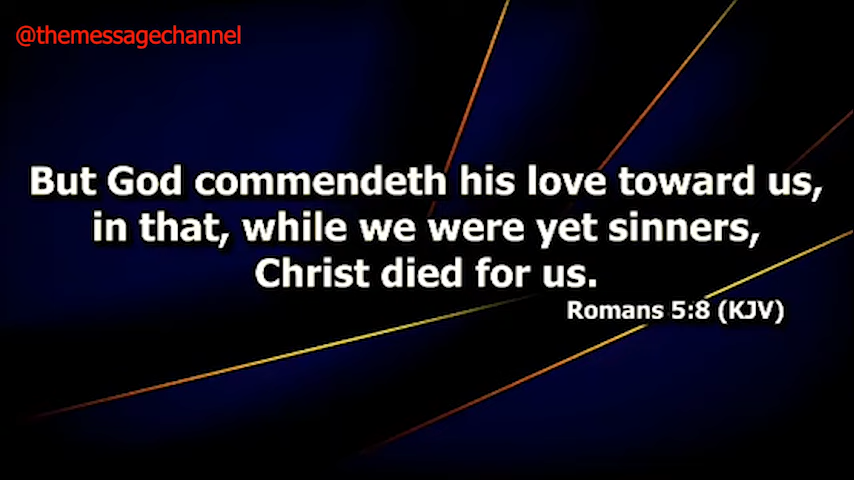 @themessagechannel
But God commendeth his love toward us,
in that, while we were yet sinners,
Christ died for us.
Romans 5:8 (KJV)